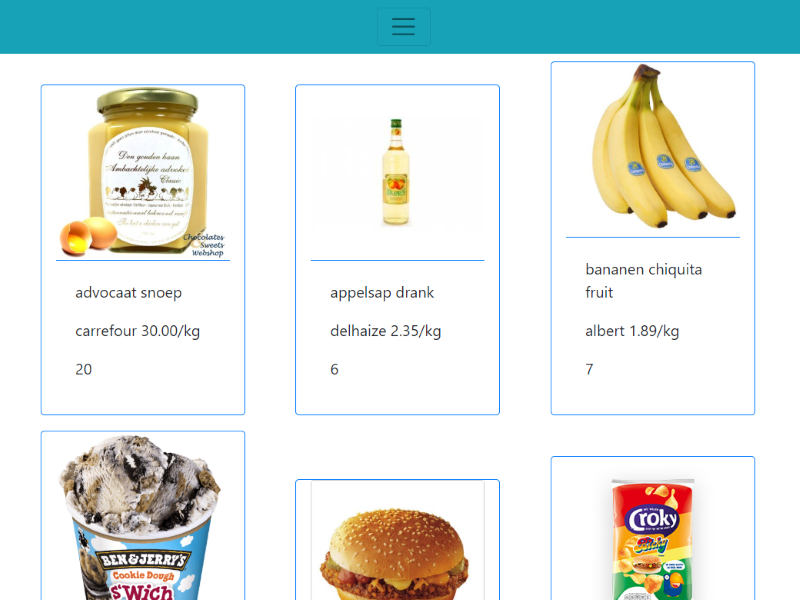 Den gouden haan
Ambachtelijke advokaat
Classic
Chocolates
Sweets
Webshop
advocaat snoep
carrefour 30.00/kg
20
appelsap drank
delhaize 2.35/kg
6
bananen chiquita
fruit
albert 1.89/kg
7
BEN & JERRY'S
Cookie Dough
S'Wich
Croky